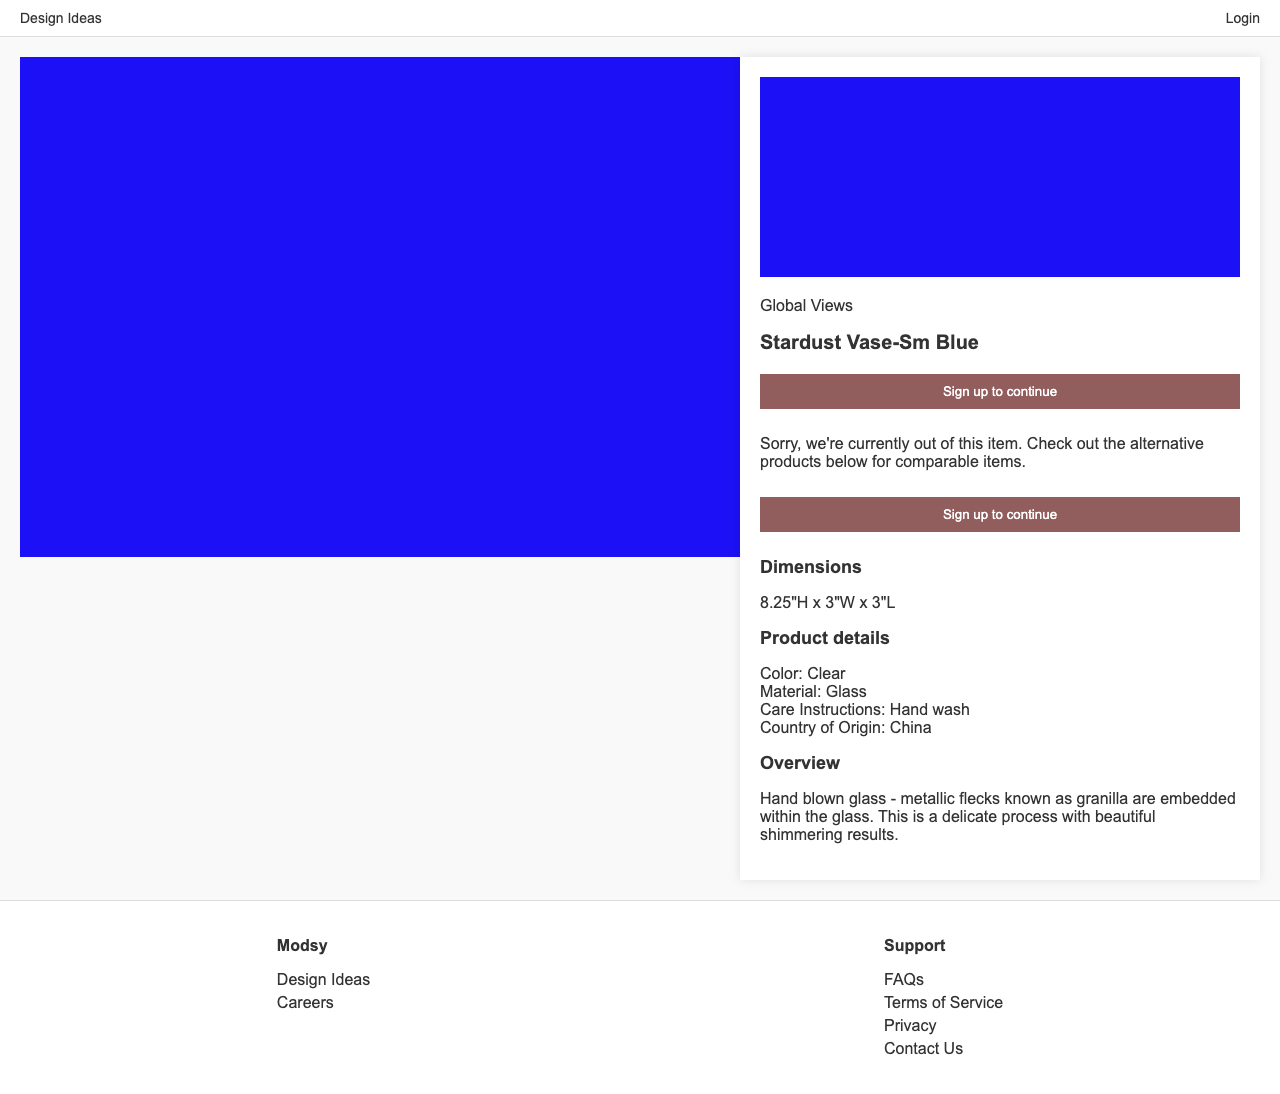 Design Ideas
Login
Global Views
Stardust Vase-Sm Blue
Sign up to continue
Sorry, we're currently out of this item. Check out the alternative
products below for comparable items.
Sign up to continue
Dimensions
8.25"H x 3"W x 3"L
Product details
Color: Clear
Material: Glass
Care Instructions: Hand wash
Country of Origin: China
Overview
Hand blown glass - metallic flecks known as granilla are embedded
within the glass. This is a delicate process with beautiful
shimmering results.
Modsy
Design Ideas
Careers
Support
FAQs
Terms of Service
Privacy
Contact Us